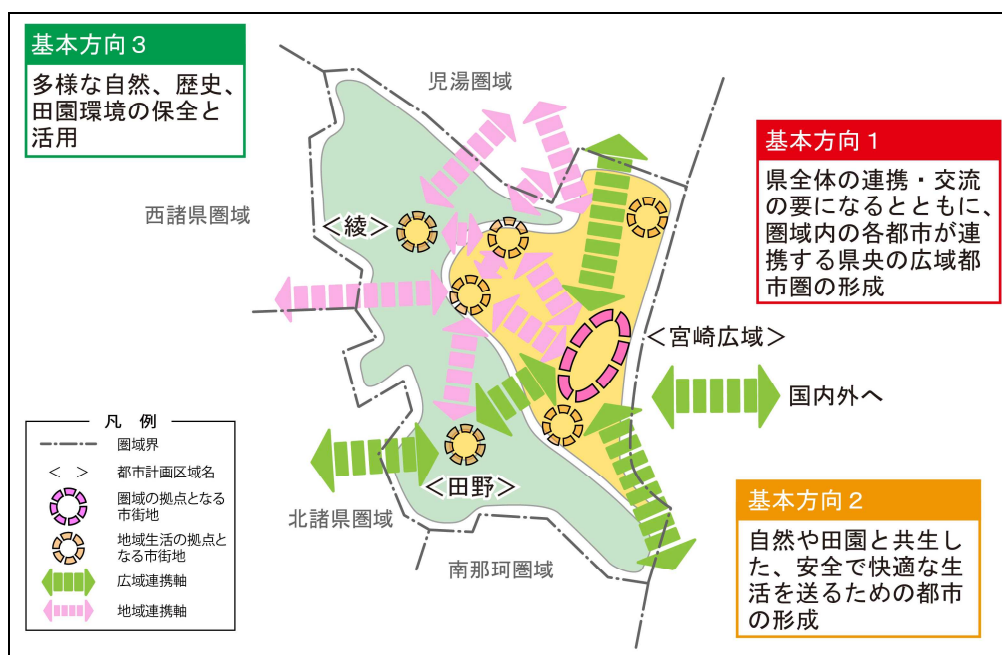 基本方向３
多様な自然、歴史、
田園環境の保全と
活用
児湯圏域
西諸県圏域
＜綾＞
基本方向１
県全体の連携・交流
の要になるとともに、
圏域内の各都市が連
携する県央の広域都
市圏の形成
＜宮崎広域＞
国内外へ
＜田野＞
北諸県圏域
南那珂圏域
基本方向２
自然や田園と共生し
た、安全で快適な生
活を送るための都市
の形成
凡 例
圏域界
＜ ＞ 都市計画区域名
圏域の拠点となる
市街地
地域生活の拠点と
なる市街地
広域連携軸
地域連携軸